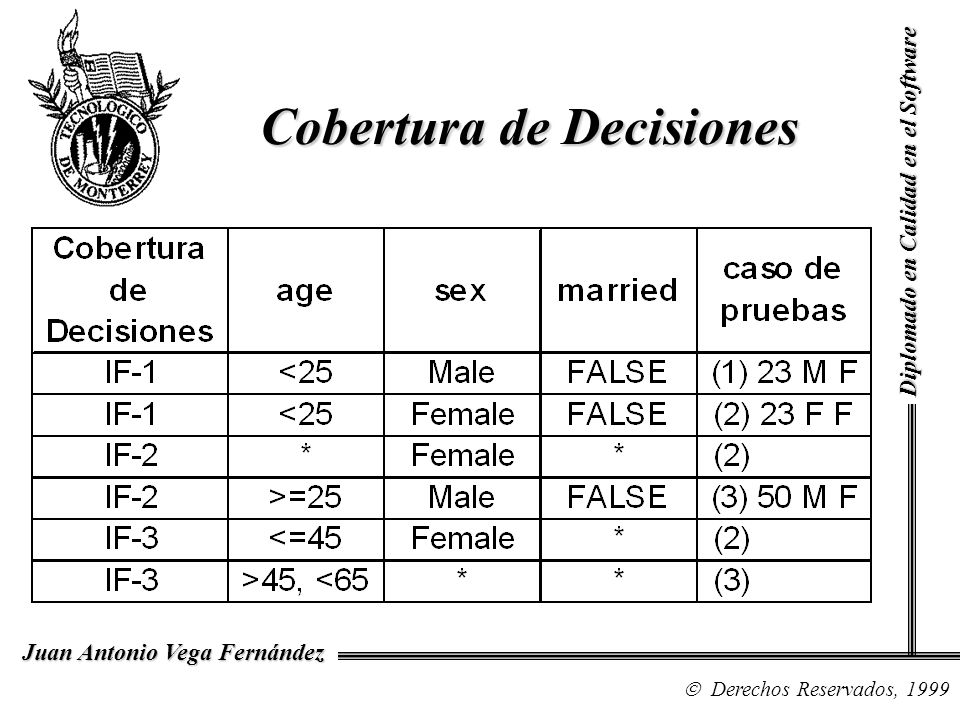 TECNOLOGICO
DE MONTERREY
Cobertura de Decisiones
Diplomado en Calidad en el Software
Cobertura de Decisiones age sex married caso de pruebas
IF-1 <25 Male FALSE (1) 23 M F
IF-1 <25 Female FALSE (2) 23 F F
IF-2 * Female * (2)
IF-2 >=25 Male FALSE (3) 50 M F
IF-3 <=45 Female * (2)
IF-3 >45, <65 * * (3)
Juan Antonio Vega Fernández
© Derechos Reservados, 1999